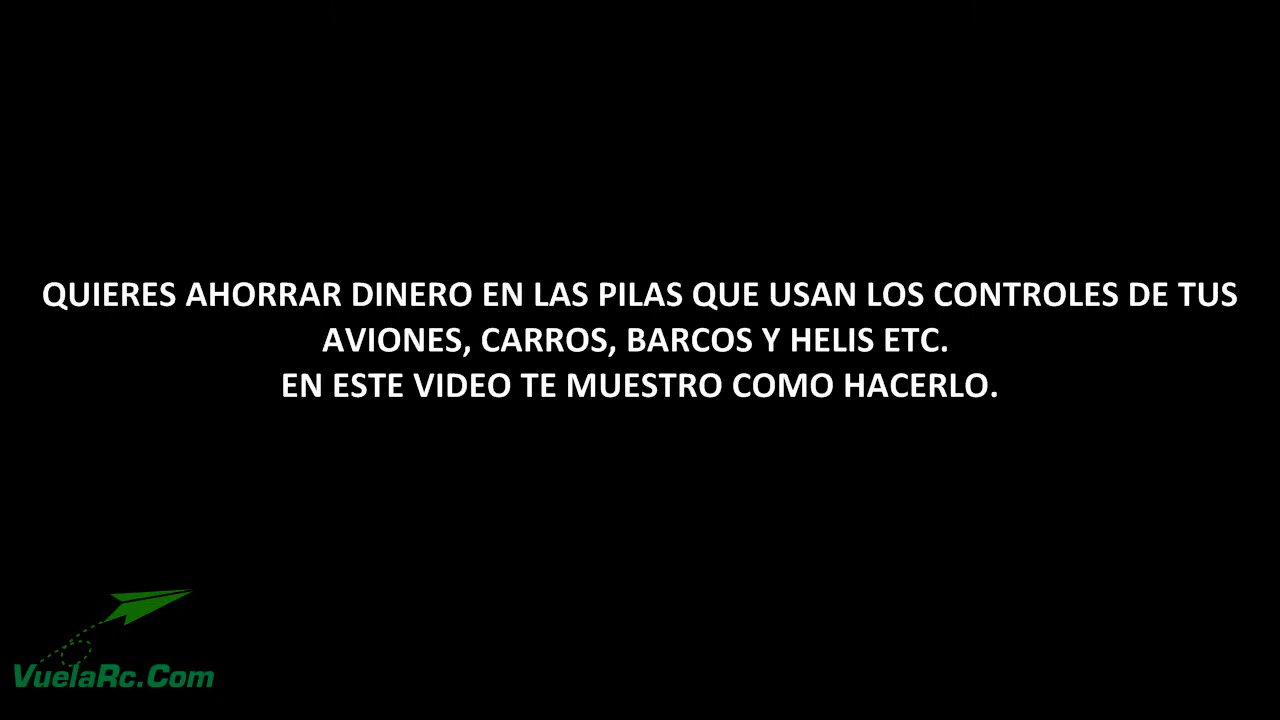 QUIERES AHORRAR DINERO EN LAS PILAS QUE USAN LOS CONTROLES DE TUS
AVIONES, CARROS, BARCOS Y HELIS ETC.
EN ESTE VIDEO TE MUESTRO COMO HACERLO.
VuelaRc.Com